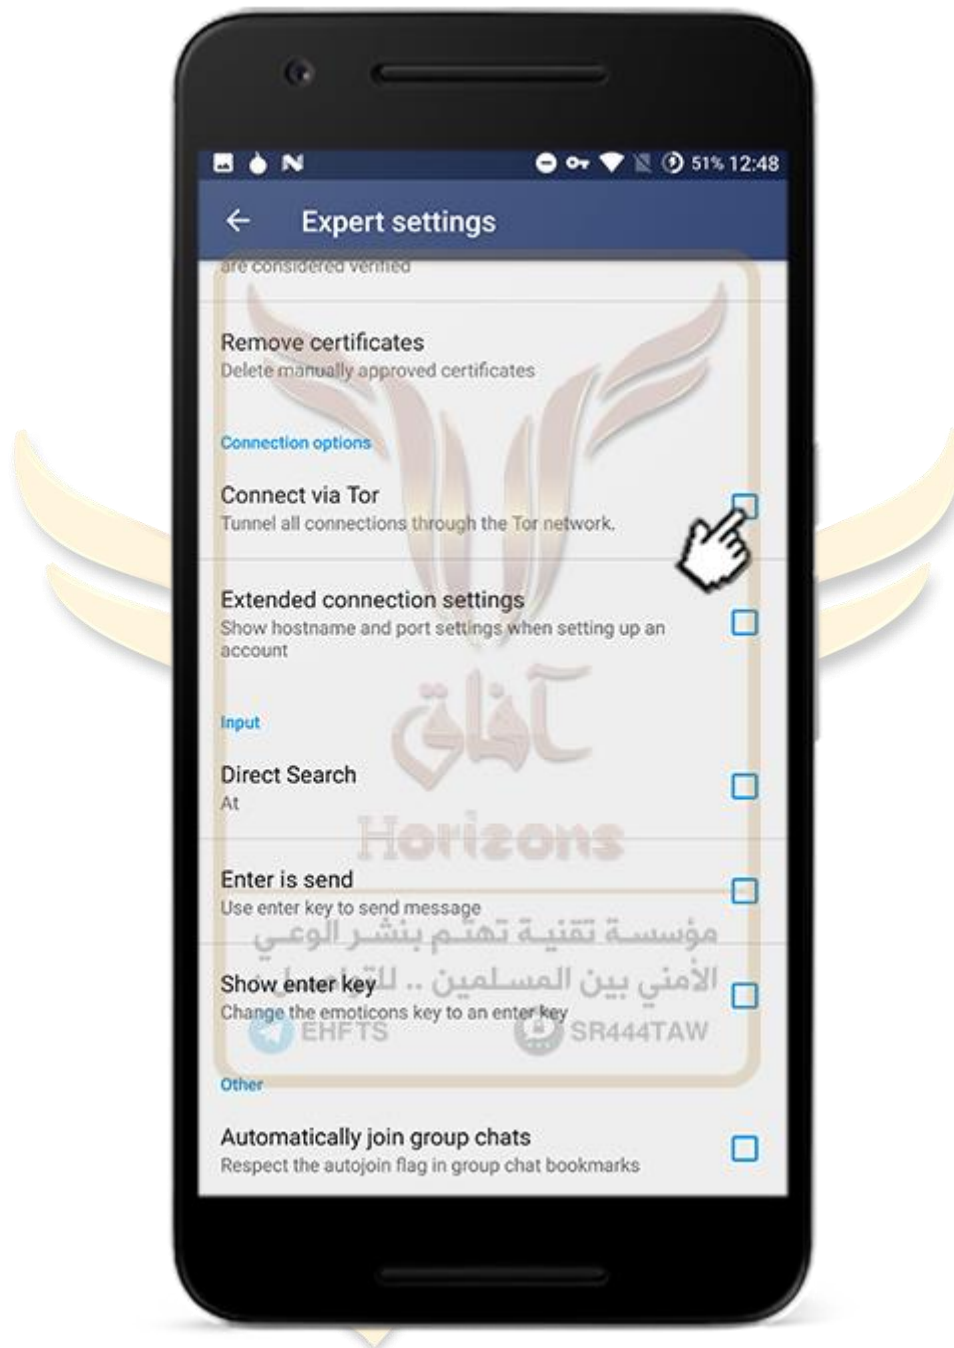 51% 12:48
Expert settings
are considered verified
Remove certificates
Delete manually approved certificates
Connection options
Connect via Tor
Tunnel all connections through the Tor network.
Extended connection settings
Show hostname and port settings when setting up an
account
آفاق
Input
Direct Search
At
Horizons
Enter is send
Use enter key to send message
مؤسسة تقنية تهتم بنشر الوعي
الأمني بين المسلمين .. للتواصل :
Show enter key
Change the emoticons key to an enter key
EHFTS
SR444TAW
Other
Automatically join group chats
Respect the autojoin flag in group chat bookmarks